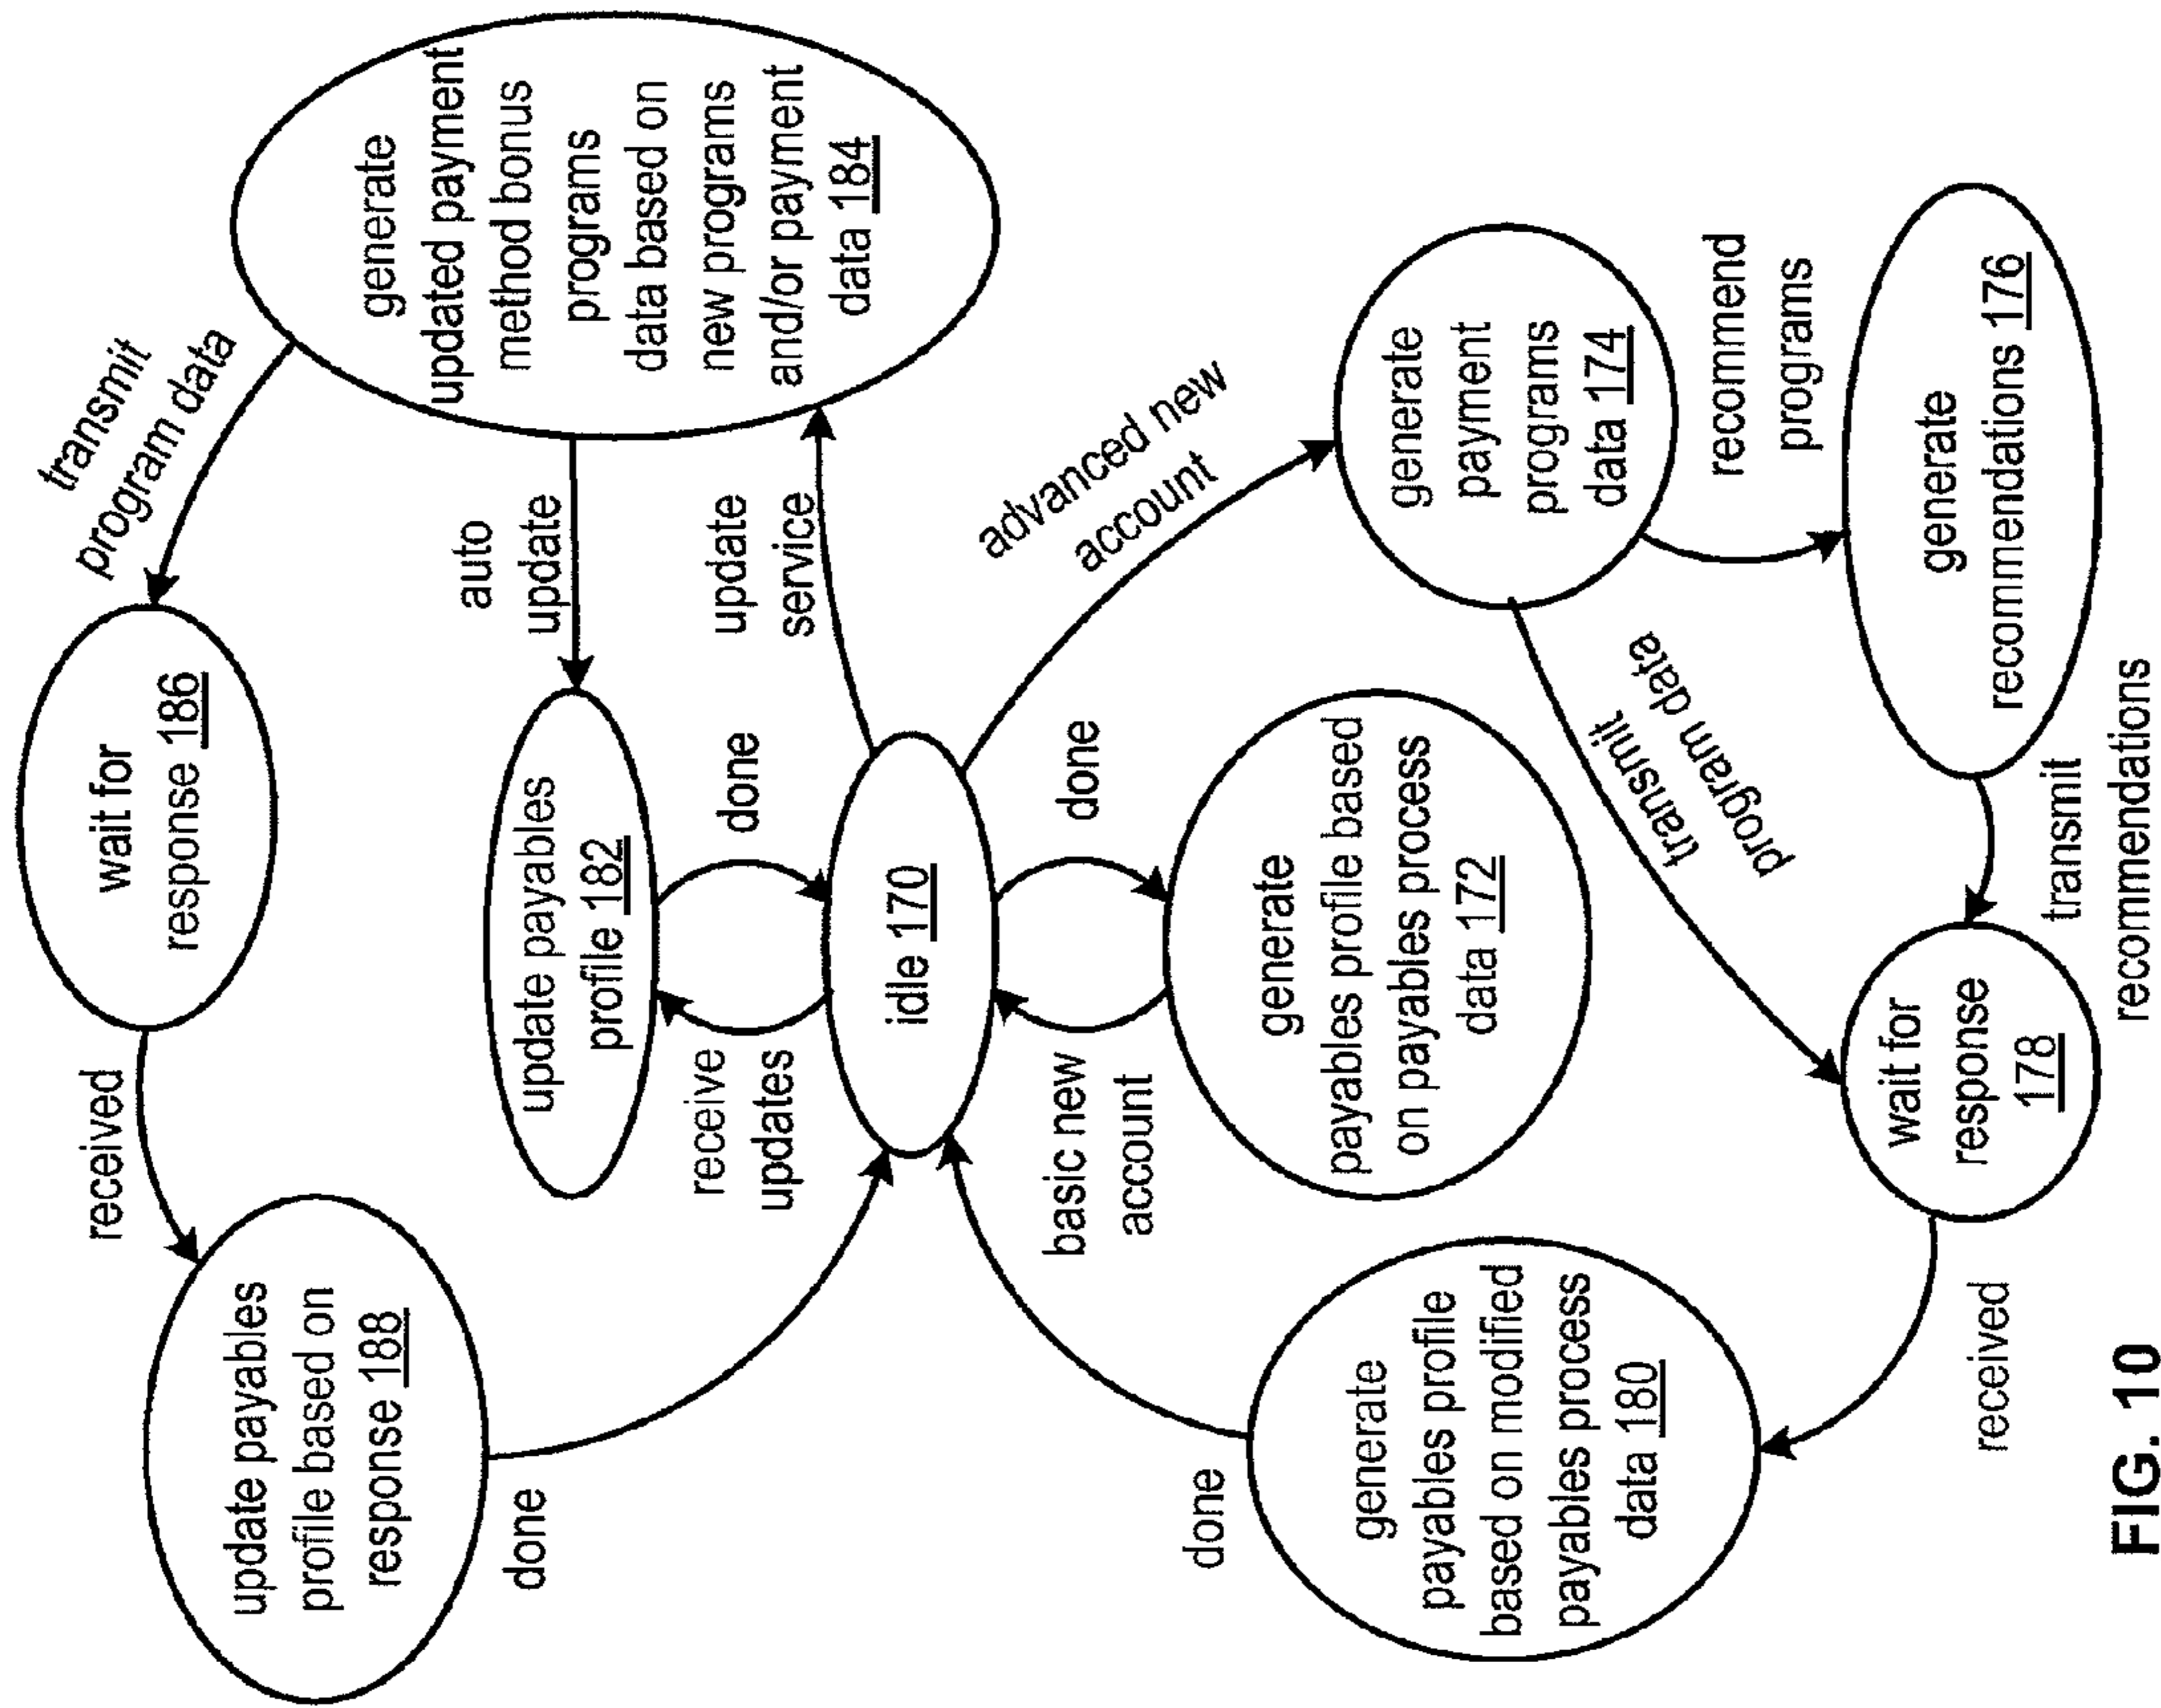 update payables
profile based on
response 188
received
wait for
response 186
transmit
program data
generate
updated payment
method bonus
programs
data based on
new programs
and/or payment
data 184
done
update payables
profile 182
auto
update
receive
updates
done
update
service
idle 170
advanced new
account
basic new
account
done
done
generate
payables profile based
on payables process
data 172
generate
payables profile
based on modified
payables process
data 180
generate
payment
programs
data 174
transmit
program data
recommend
programs
received
wait for
response
178
transmit
recommendations
generate
recommendations 176
FIG. 10